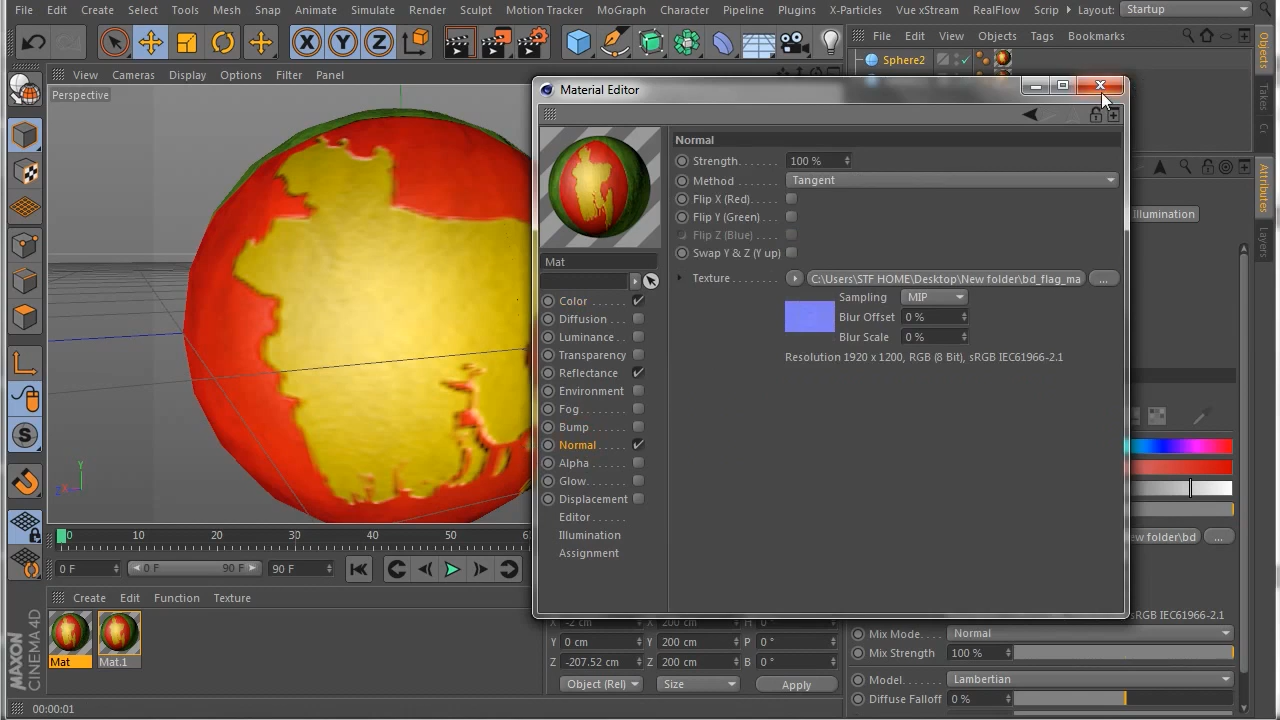 File Edit Create Select Tools Mesh Snap Animate Simulate Render Sculpt Motion Tracker MoGraph Character Pipeline Plugins X-Particles Vue xStream RealFlow Scrip Layout: Startup
X Y Z
File Edit View Objects Tags Bookmarks
Sphere2
View Cameras Display Options Filter Panel
Perspective
Material Editor
Normal
Strength. . . . . . . 100 %
Method . . . . . . . Tangent
Flip X (Red). . . . .
Flip Y (Green) . . .
Flip Z (Blue) . . . .
Swap Y & Z (Y up)
Texture . . . . . . . . C:\Users\STF HOME\Desktop\New folder\bd_flag_ma ...
Sampling MIP
Blur Offset 0 %
Blur Scale 0 %
Resolution 1920 x 1200, RGB (8 Bit), sRGB IEC61966-2.1
Mat
Color . . . . . .
Diffusion . . .
Luminance . .
Transparency
Reflectance
Environment
Fog. . . . . . . .
Bump . . . . .
Normal . . . . .
Alpha . . . . .
Glow. . . . . .
Displacement
Editor . . . . . .
Illumination
Assignment
Objects
Takes
Attributes
Layers
Illumination
ew folder\bd ...
RGB IEC61966-2.1
Mix Mode. . . . Normal
Mix Strength 100 %
Model. . . . . . . Lambertian
Diffuse Falloff 0 %
Y
X
Z
0 10 20 30 40 50
0 F 0 F 90 F 90 F
Create Edit Function Texture
Mat Mat.1
X -2 cm X 200 cm H 0 °
Y 0 cm Y 200 cm P 0 °
Z -207.52 cm Z 200 cm B 0 °
Object (Rel) Size Apply
MAXON
CINEMA4D
00:00:01